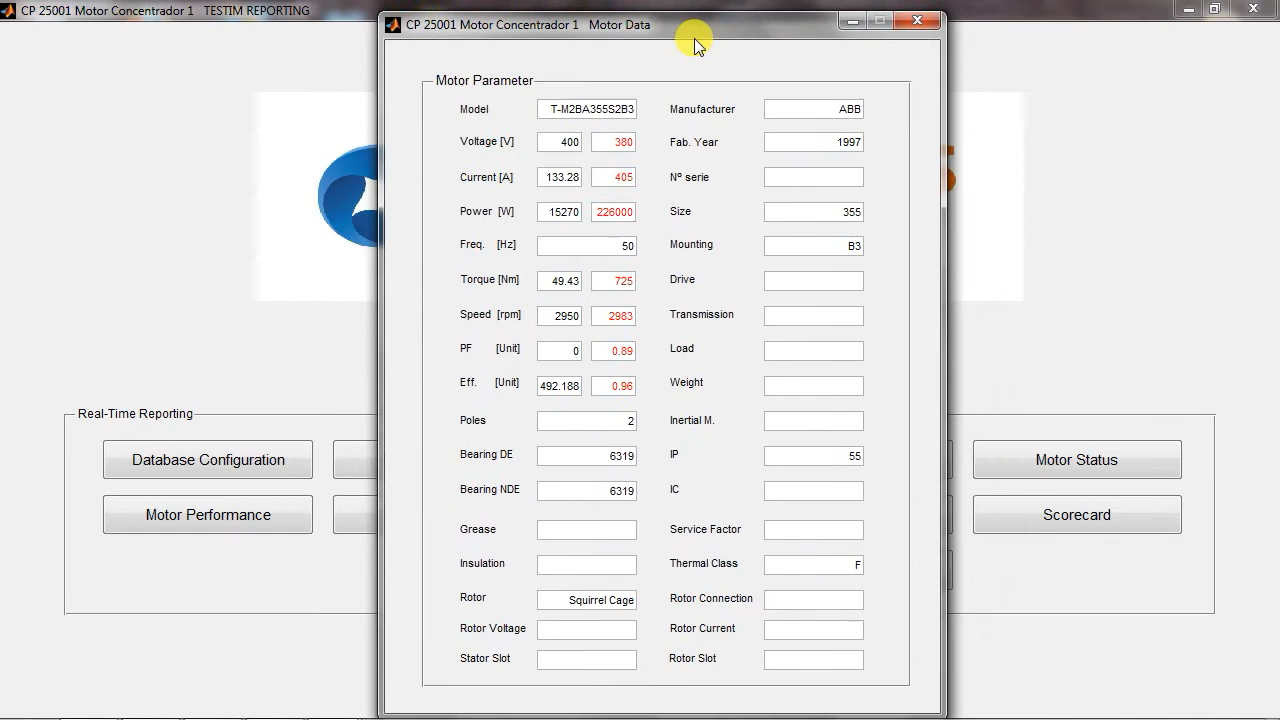 CP 25001 Motor Concentrador 1   TESTIM REPORTING
CP 25001 Motor Concentrador 1   Motor Data
Motor Parameter
Model T-M2BA355S2B3 Manufacturer ABB
Voltage [V] 400 380 Fab. Year 1997
Current [A] 133.28 405 Nº serie
Power [W] 15270 226000 Size 355
Freq. [Hz] 50 Mounting B3
Torque [Nm] 49.43 725 Drive
Speed [rpm] 2950 2983 Transmission
PF [Unit] 0 0.89 Load
Eff. [Unit] 492.188 0.96 Weight
Poles 2 Inertial M.
Bearing DE 6319 IP 55
Bearing NDE 6319 IC
Grease Service Factor
Insulation Thermal Class F
Rotor Squirrel Cage Rotor Connection
Rotor Voltage Rotor Current
Stator Slot Rotor Slot
Real-Time Reporting
Database Configuration Motor Status
Motor Performance Scorecard